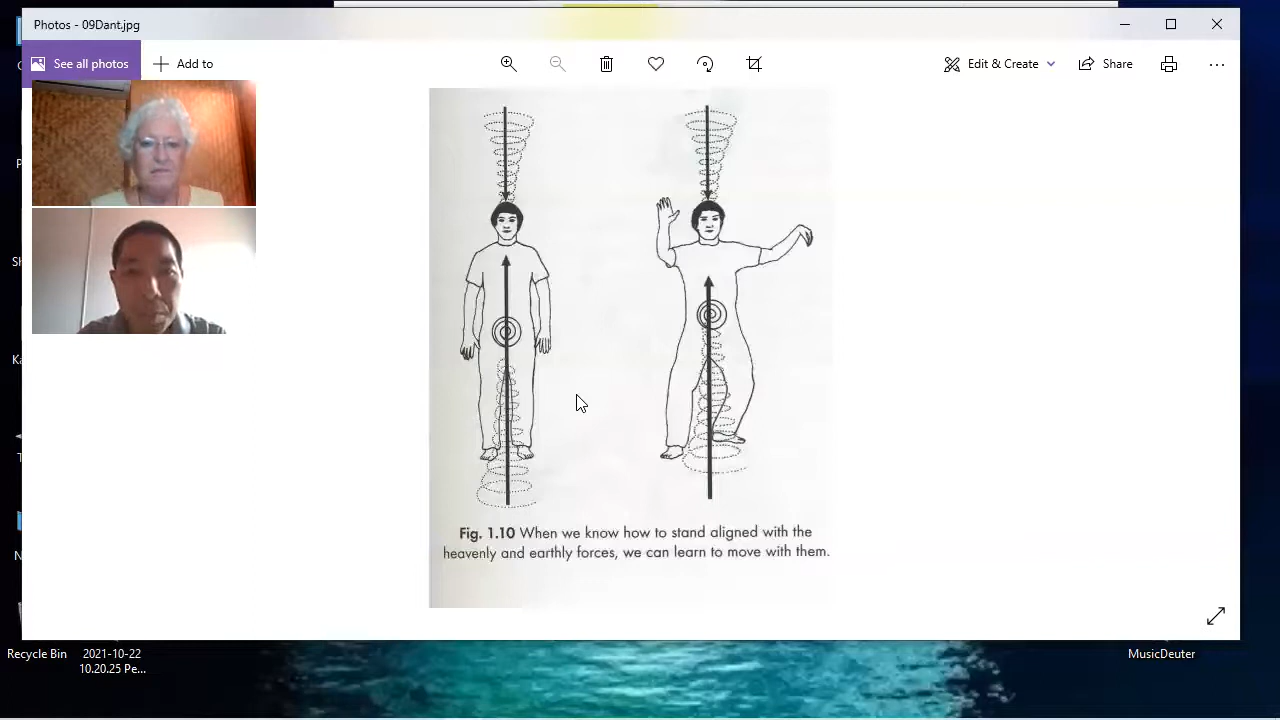 Photos - 09Dant.jpg
See all photos
Add to
Edit & Create
Share
Fig. 1.10 When we know how to stand aligned with the
heavenly and earthly forces, we can learn to move with them.
Recycle Bin
2021-10-22
10.20.25 Pe...
MusicDeuter